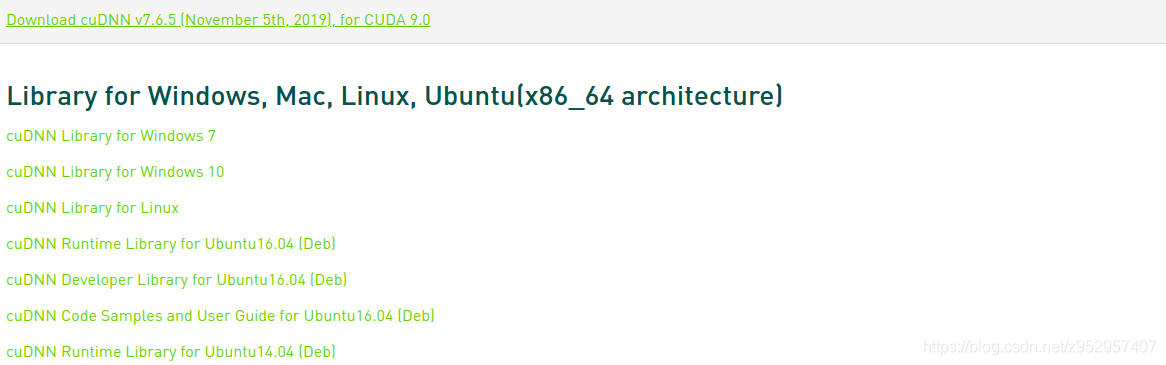 Download cuDNN v7.6.5 (November 5th, 2019), for CUDA 9.0
Library for Windows, Mac, Linux, Ubuntu(x86_64 architecture)
cuDNN Library for Windows 7
cuDNN Library for Windows 10
cuDNN Library for Linux
cuDNN Runtime Library for Ubuntu16.04 (Deb)
cuDNN Developer Library for Ubuntu16.04 (Deb)
cuDNN Code Samples and User Guide for Ubuntu16.04 (Deb)
cuDNN Runtime Library for Ubuntu14.04 (Deb)
https://blog.csdn.net/z952957407